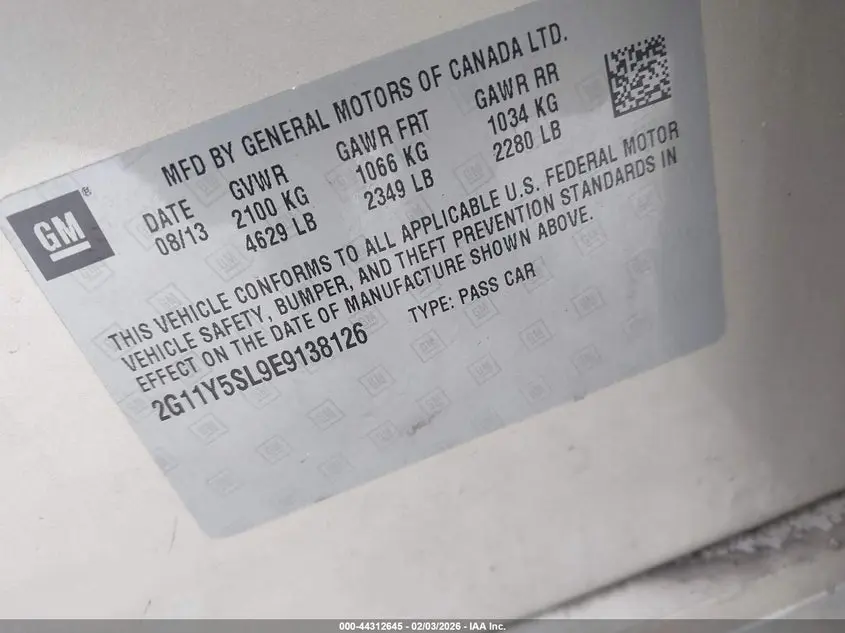 MFD BY GENERAL MOTORS OF CANADA LTD.
DATE GVWR GAWR FRT GAWR RR
08/13 2100 KG 1066 KG 1034 KG
4629 LB 2349 LB 2280 LB
GM®
THIS VEHICLE CONFORMS TO ALL APPLICABLE U.S. FEDERAL MOTOR
VEHICLE SAFETY, BUMPER, AND THEFT PREVENTION STANDARDS IN
EFFECT ON THE DATE OF MANUFACTURE SHOWN ABOVE.
2G11Y5SL9E9138126 TYPE: PASS CAR
000-44312645 - 02/03/2026 - IAA Inc.